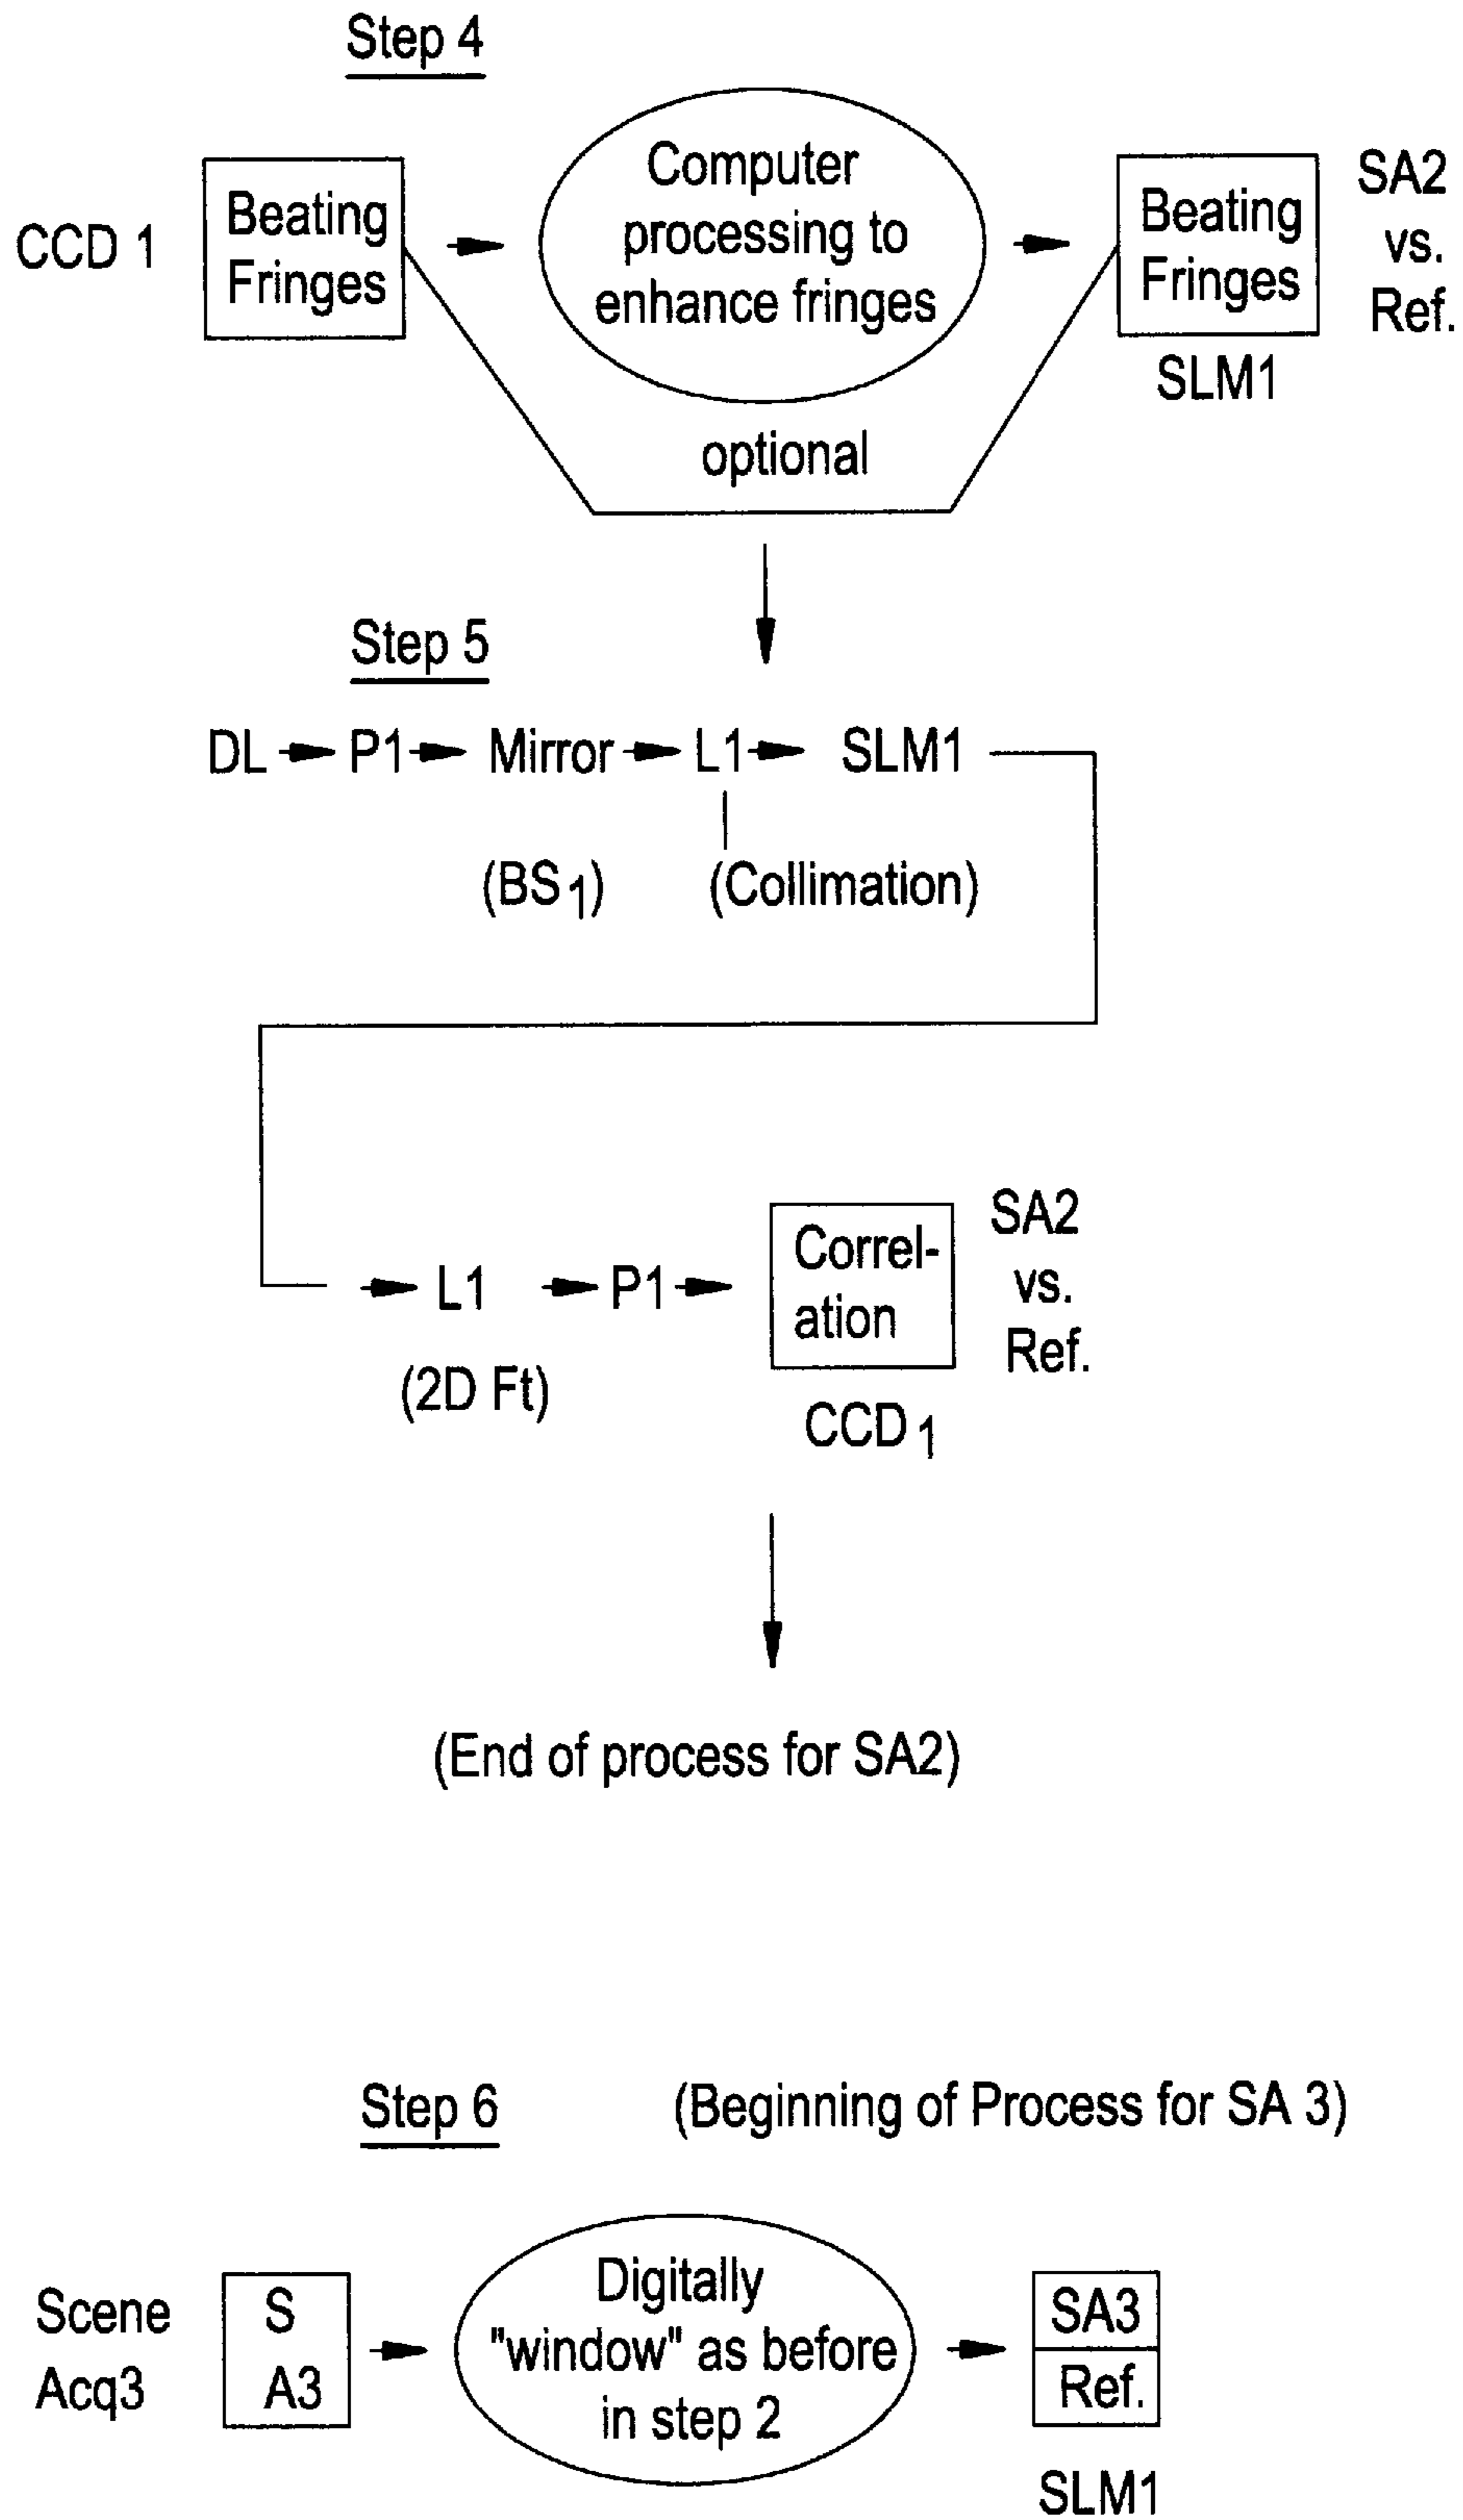 Step 4
CCD 1
Beating
Fringes
Computer
processing to
enhance fringes
Beating
Fringes
SLM1
SA2
vs.
Ref.
optional
Step 5
DL P1 Mirror L1 SLM1
(BS1) (Collimation)
L1 P1
(2D Ft)
Correl-
ation
CCD1
SA2
vs.
Ref.
(End of process for SA2)
Step 6 (Beginning of Process for SA 3)
Scene
Acq3
S
A3
Digitally
"window" as before
in step 2
SA3
Ref.
SLM1